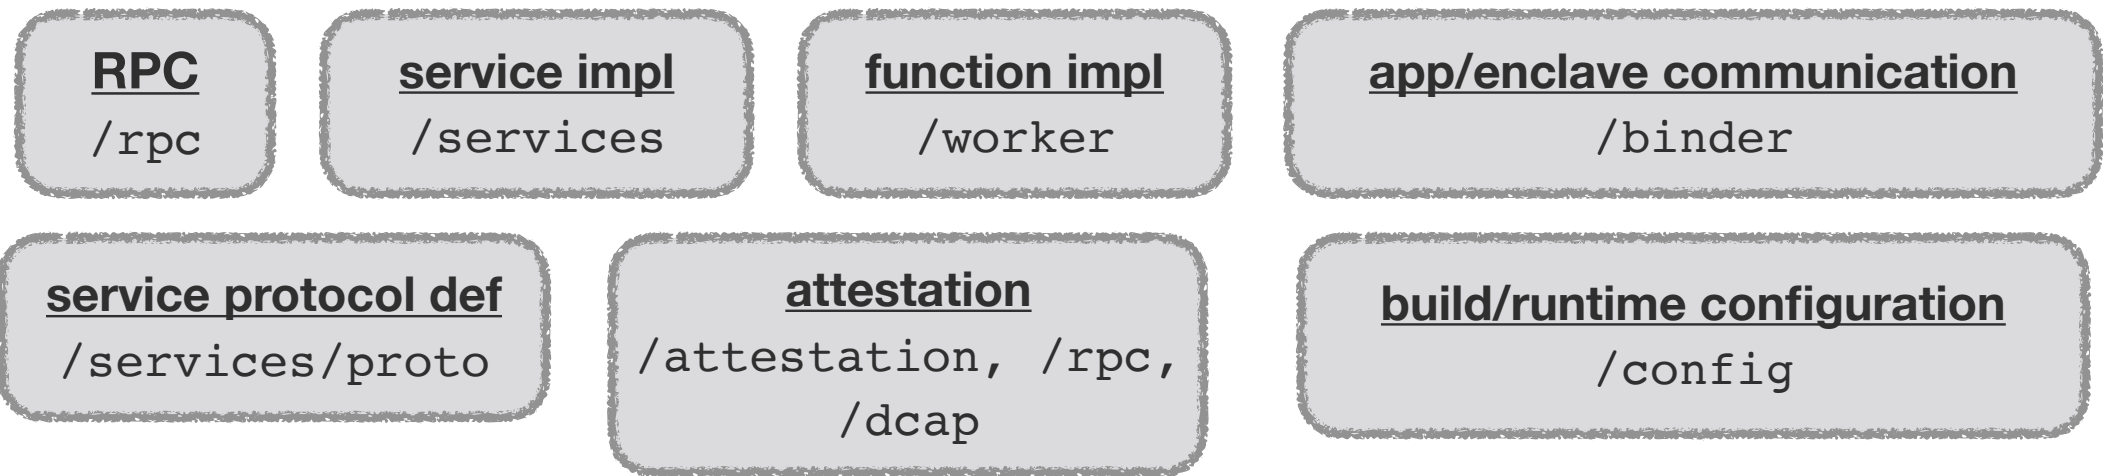 RPC
/rpc
service impl
/services
function impl
/worker
app/enclave communication
/binder
service protocol def
/services/proto
attestation
/attestation, /rpc,
/dcap
build/runtime configuration
/config